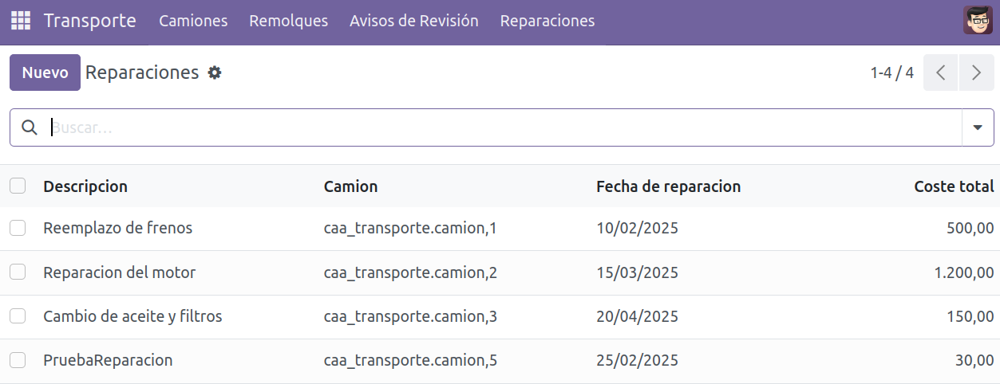 Transporte Camiones Remolques Avisos de Revisión Reparaciones
Nuevo Reparaciones 1-4 / 4
Buscar...
Descripcion Camion Fecha de reparacion Coste total
Reemplazo de frenos caa_transporte.camion,1 10/02/2025 500,00
Reparacion del motor caa_transporte.camion,2 15/03/2025 1.200,00
Cambio de aceite y filtros caa_transporte.camion,3 20/04/2025 150,00
PruebaReparacion caa_transporte.camion,5 25/02/2025 30,00